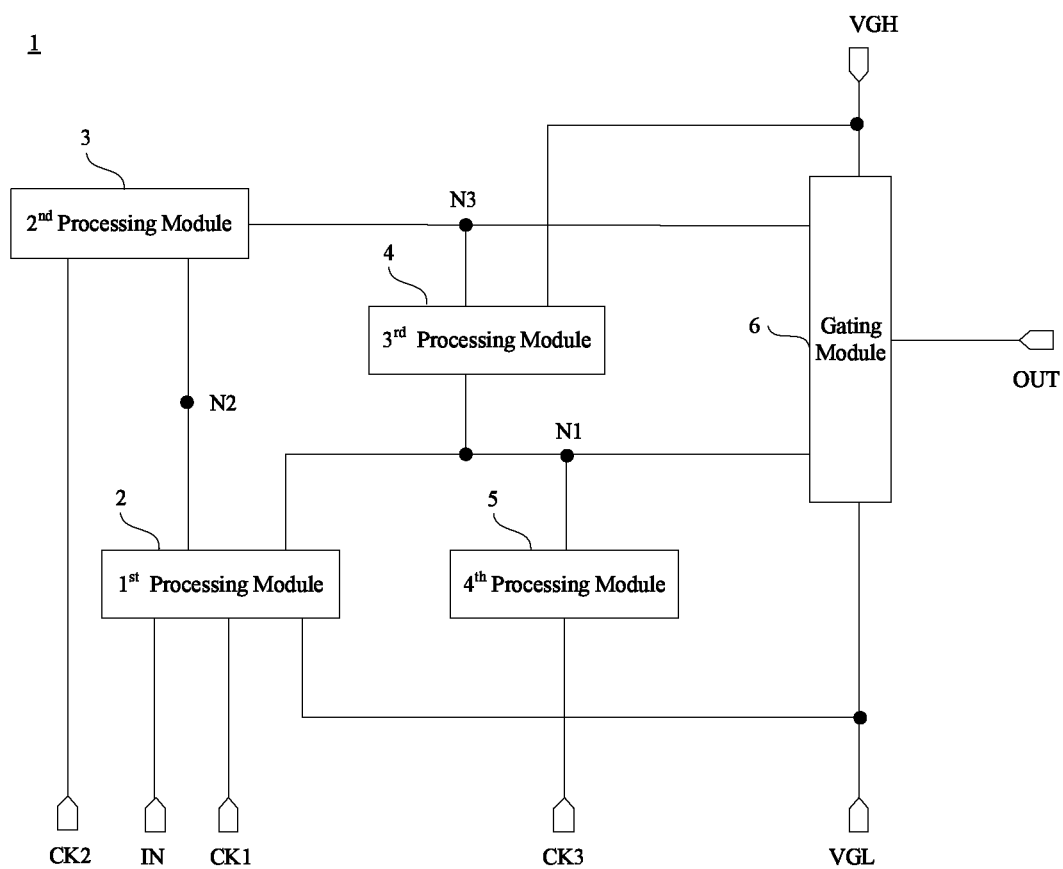 1
VGH
3
2nd Processing Module
N3
4
3rd Processing Module
6
Gating
Module
OUT
N2
N1
2
5
1st Processing Module
4th Processing Module
CK2
IN
CK1
CK3
VGL